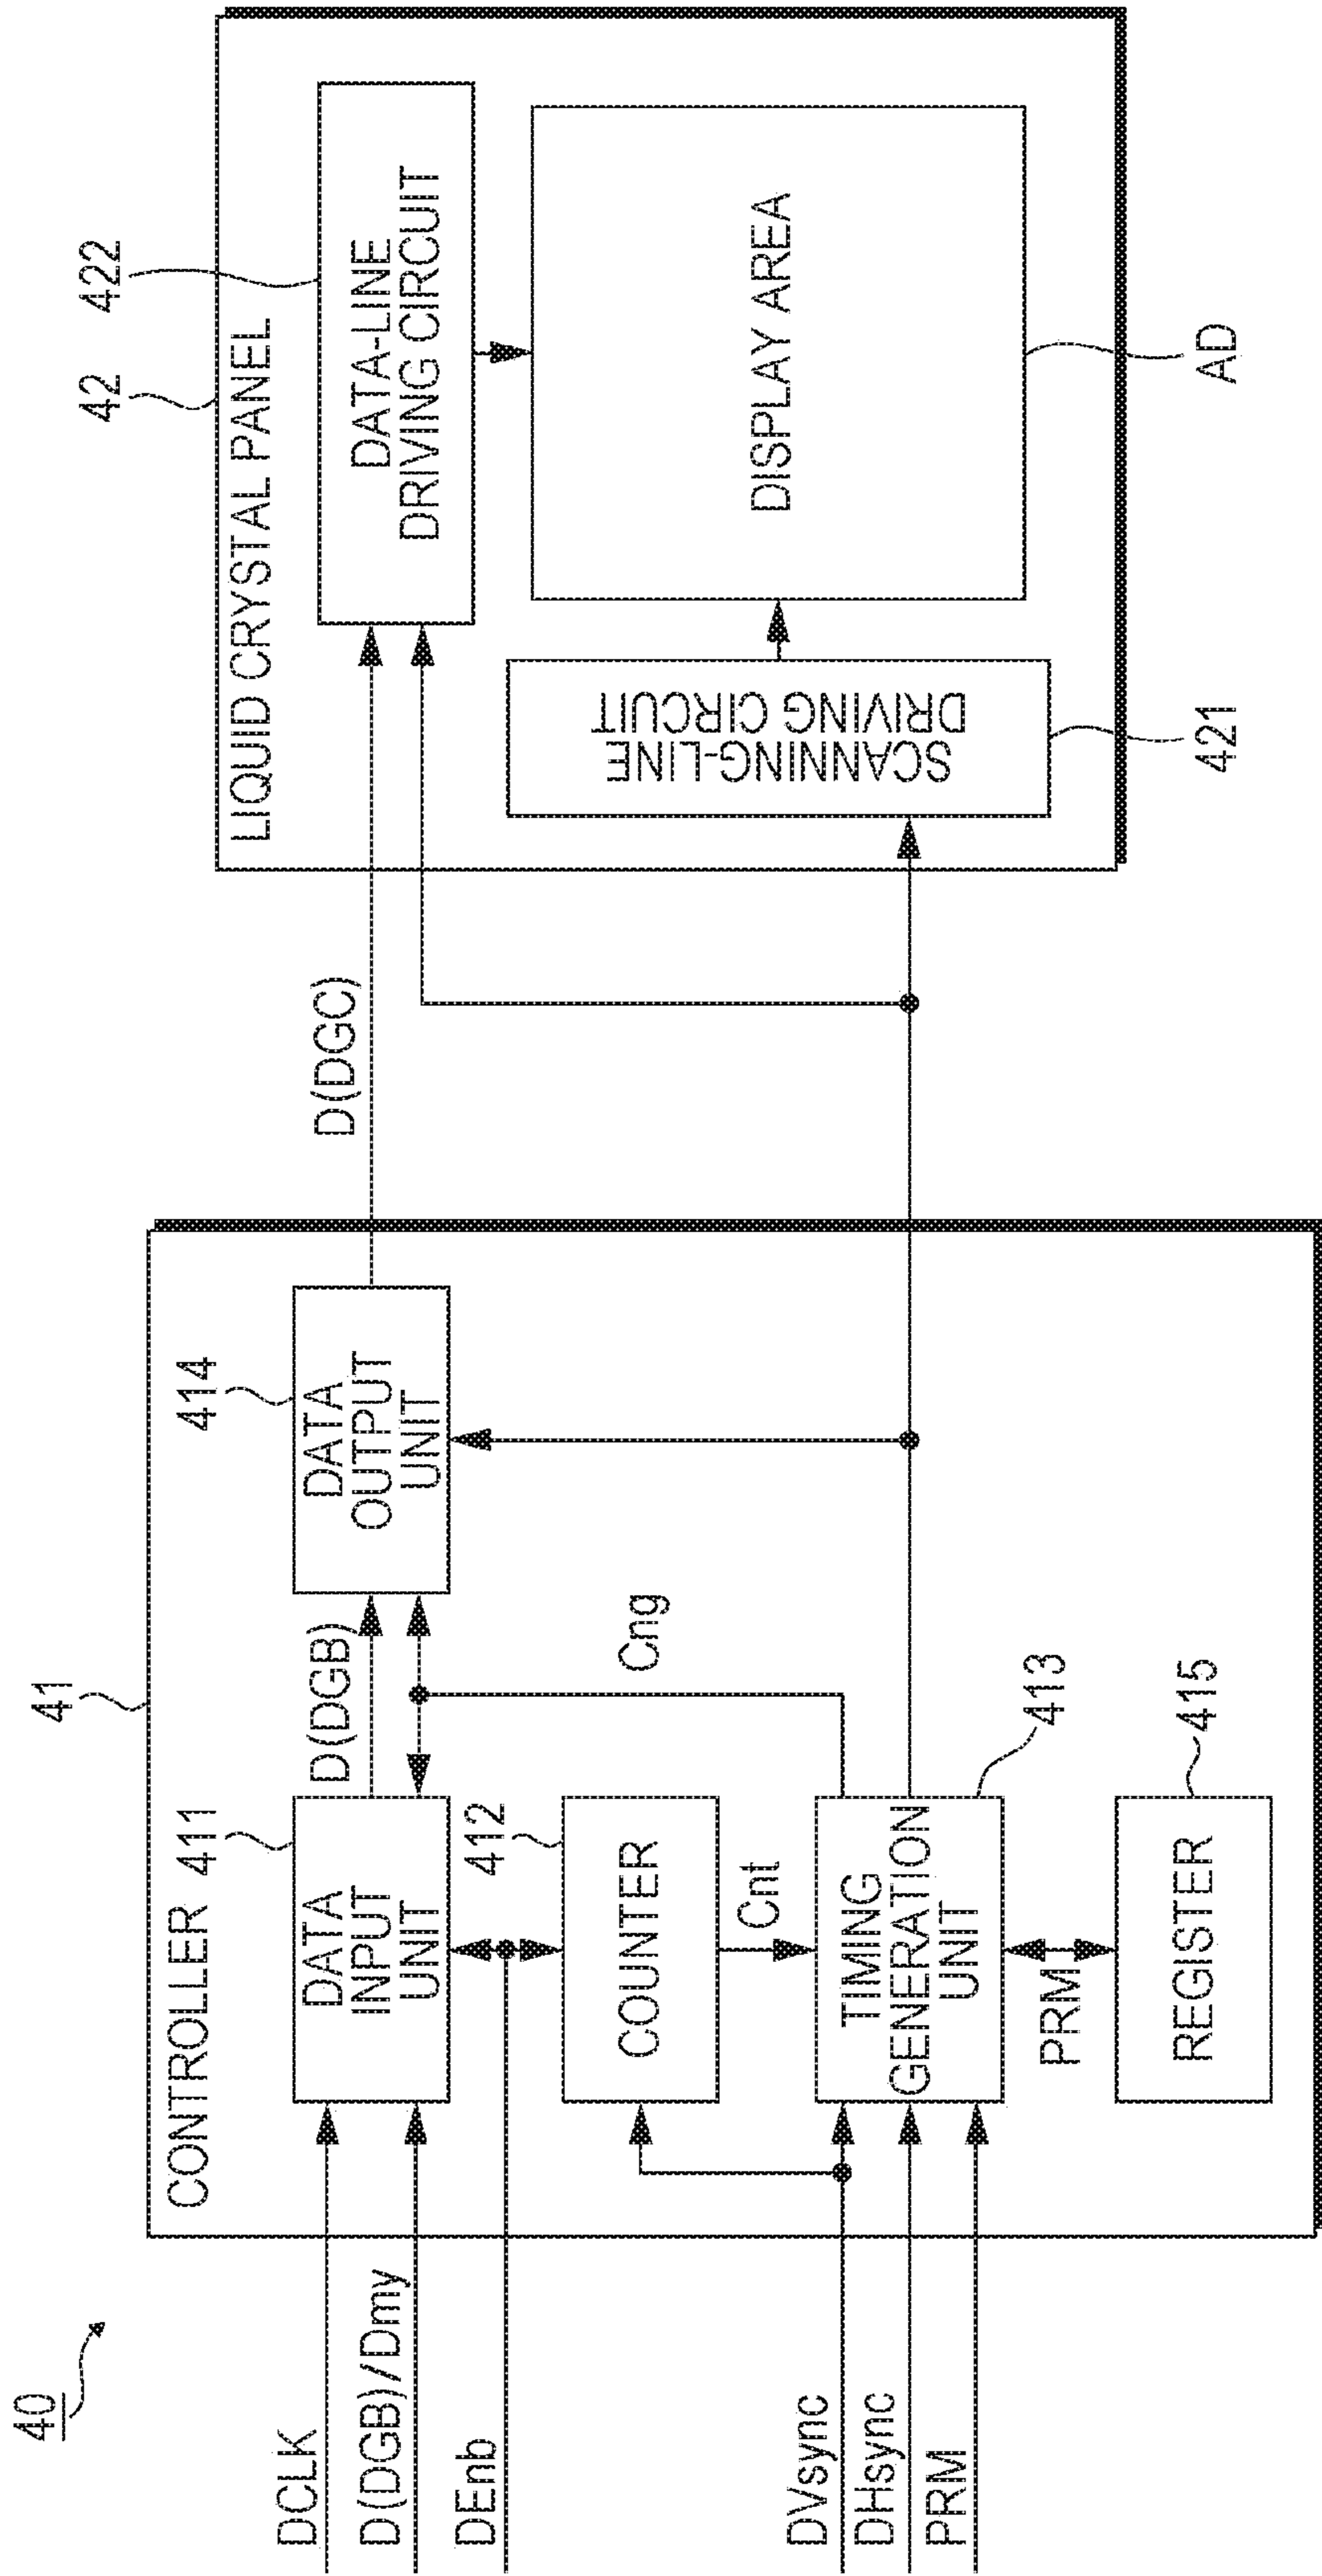 40
41
CONTROLLER
DCLK
D(DGB)/Dmy
DEnb
DVsync
DHsync
PRM
411
DATA
INPUT
UNIT
D(DGB)
414
DATA
OUTPUT
UNIT
412
COUNTER
Cnt
Cng
TIMING
GENERATION
UNIT
413
PRM
REGISTER
415
D(DGC)
42
LIQUID CRYSTAL PANEL
422
DATA-LINE
DRIVING CIRCUIT
SCANNING-LINE
DRIVING CIRCUIT
421
DISPLAY AREA
AD